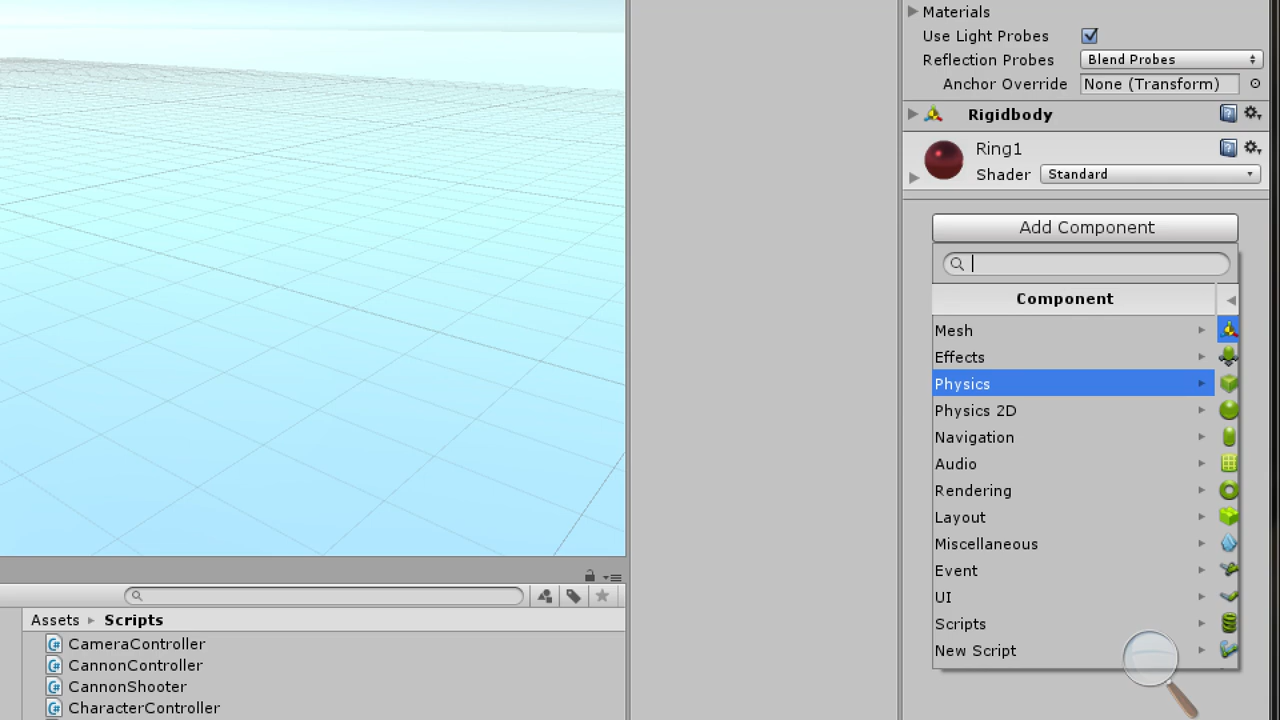 Materials
Use Light Probes
Reflection Probes Blend Probes
Anchor Override None (Transform)
Rigidbody
Ring1
Shader Standard
Add Component
Component
Mesh
Effects
Physics
Physics 2D
Navigation
Audio
Rendering
Layout
Miscellaneous
Event
UI
Scripts
New Script
Assets Scripts
CameraController
CannonController
CannonShooter
CharacterController